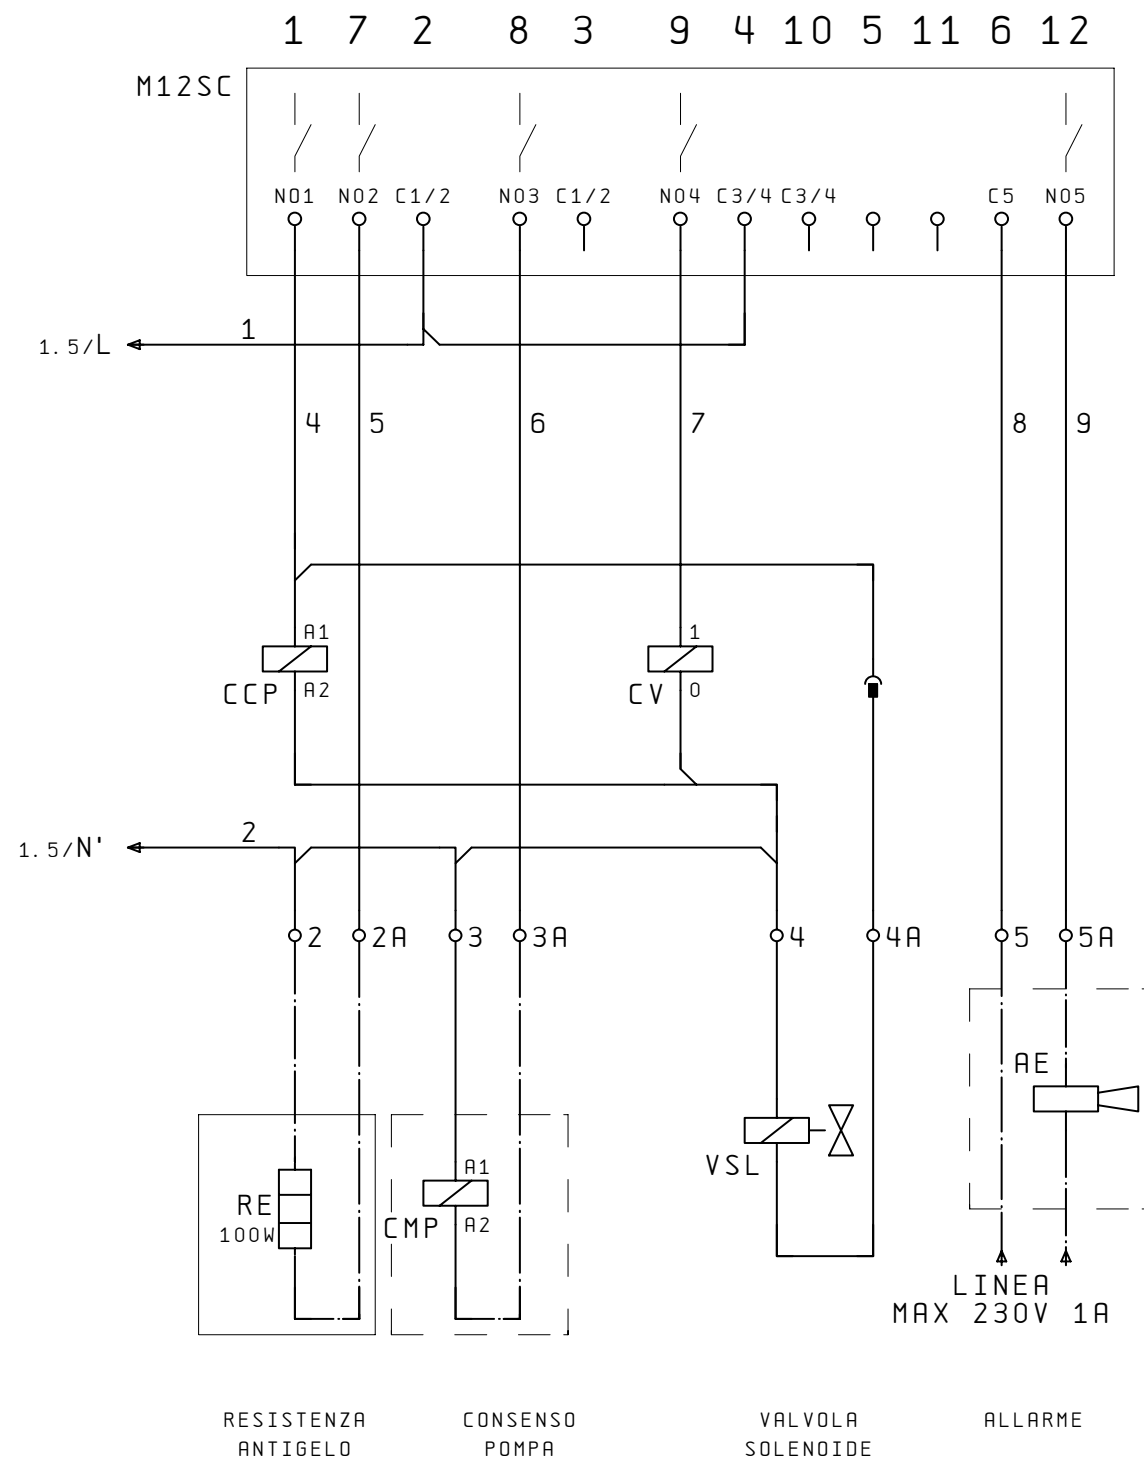 1 7 2 8 3 9 4 10 5 11 6 12
M12SC
NO1 NO2 C1/2 NO3 C1/2 NO4 C3/4 C3/4 C5 NO5
1
1.5/L
4 5 6 7 8 9
A1 1
CCP A2 CV 0
2
1.5/N'
2 2A 3 3A 4 4A 5 5A
AE
VSL
A1
RE
100W
CMP A2
LINEA
MAX 230V 1A
RESISTENZA CONSENSO VALVOLA ALLARME
ANTIGELO POMPA SOLENOIDE